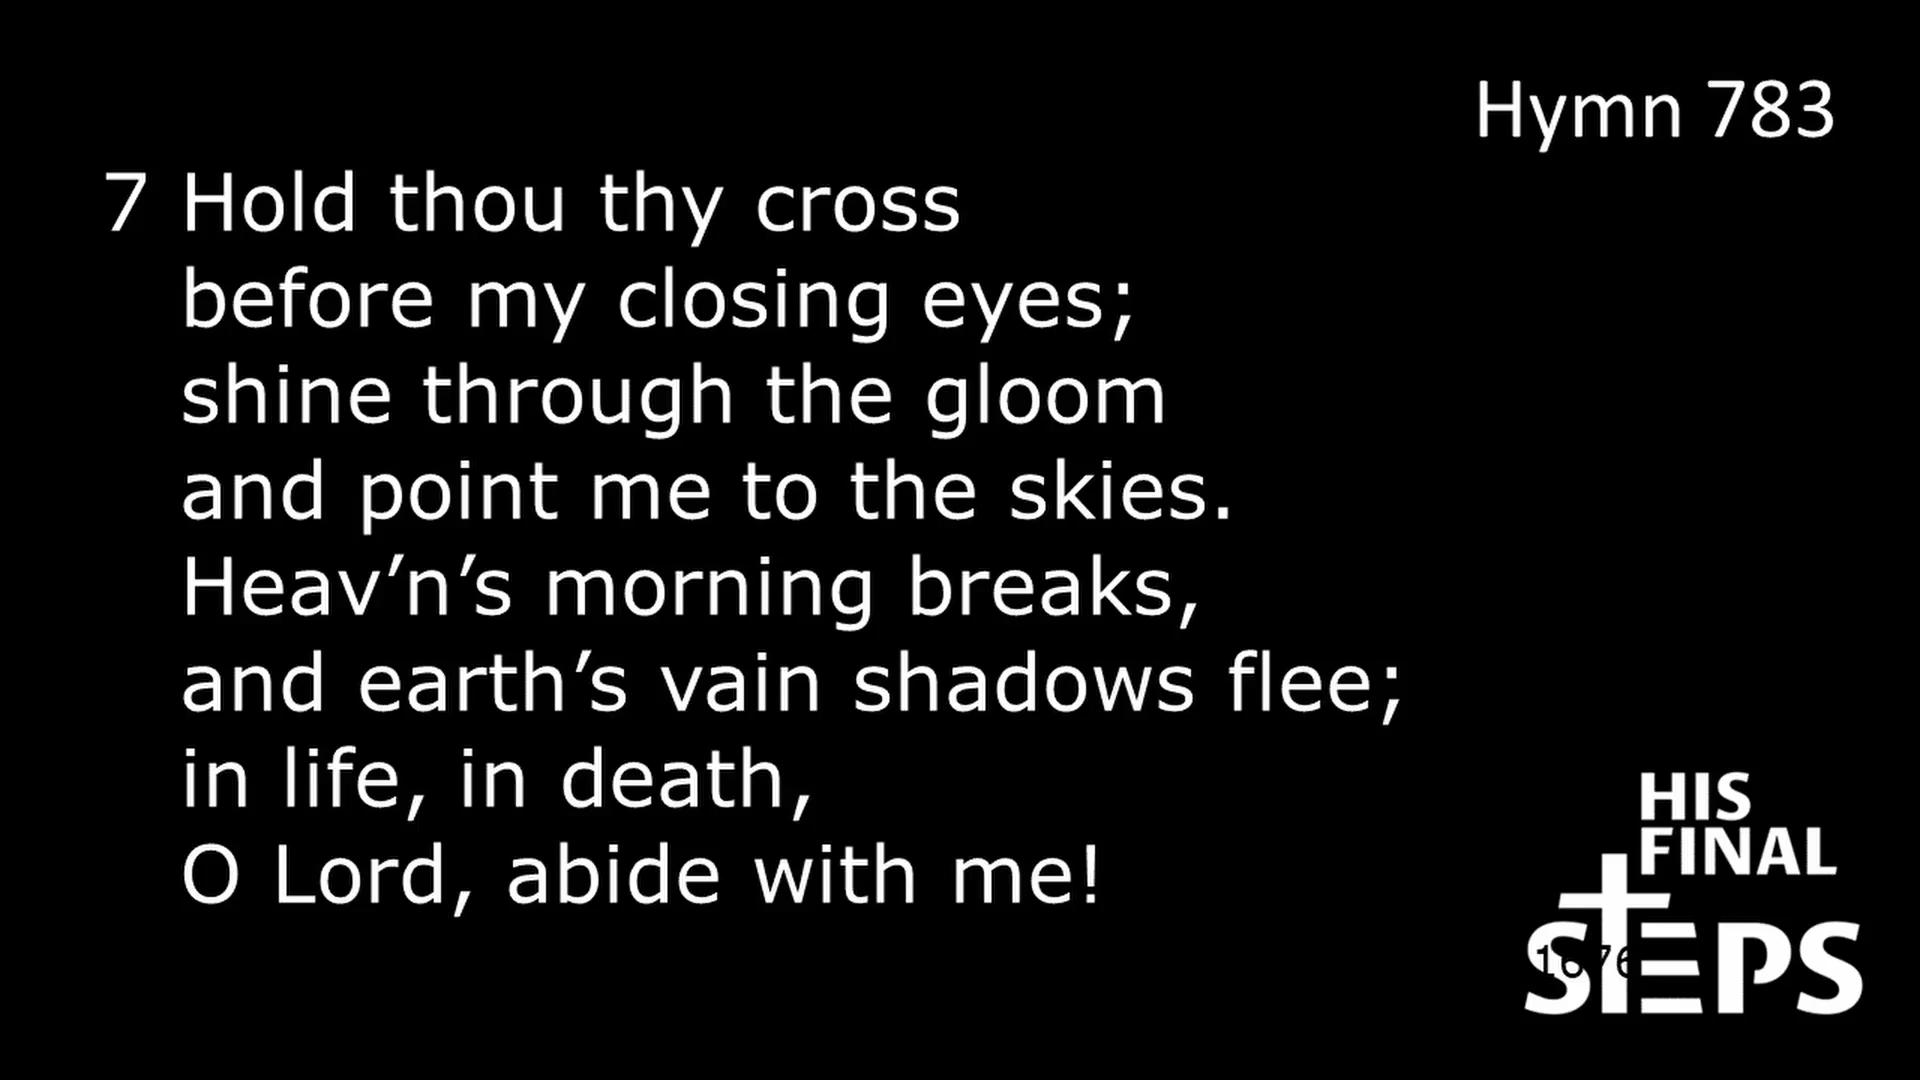 Hymn 783
7 Hold thou thy cross
before my closing eyes;
shine through the gloom
and point me to the skies.
Heav’n’s morning breaks,
and earth’s vain shadows flee;
in life, in death,
O Lord, abide with me!
HIS
FINAL
STEPS